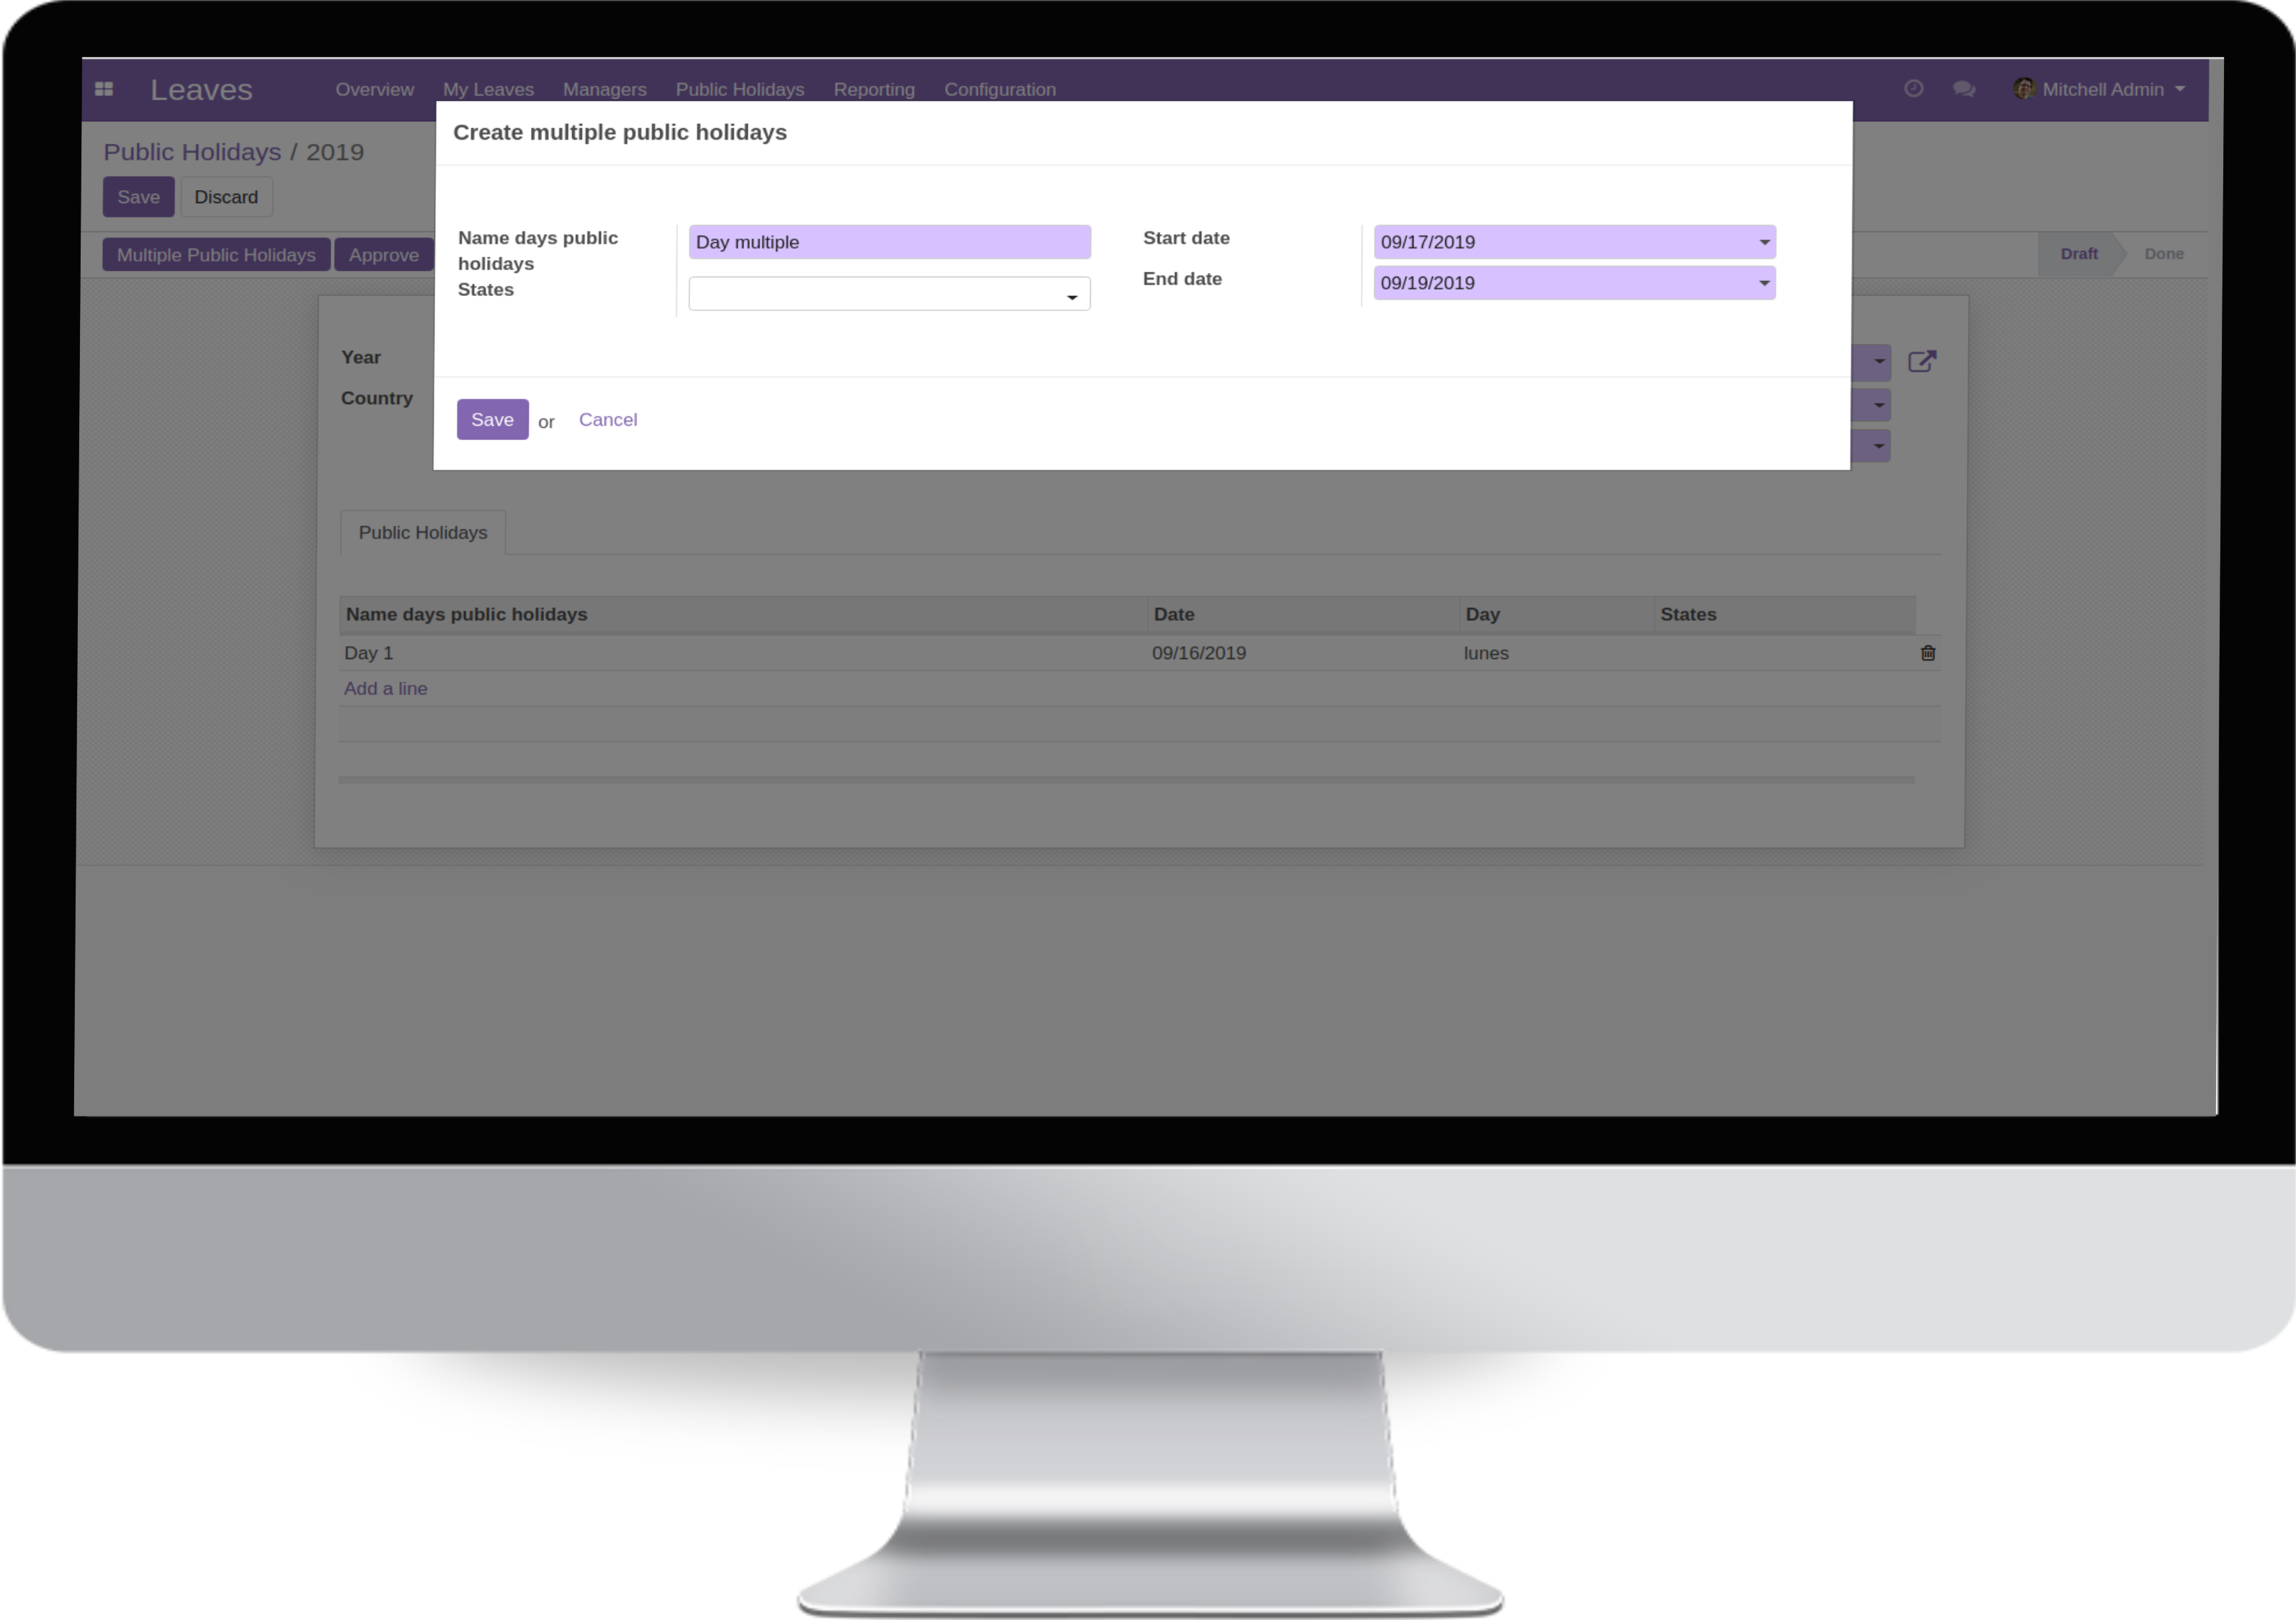 Leaves Overview My Leaves Managers Public Holidays Reporting Configuration Mitchell Admin
Create multiple public holidays
Public Holidays / 2019
Save Discard
Name days public holidays Day multiple
States
Start date 09/17/2019
End date 09/19/2019
Multiple Public Holidays Approve Draft Done
Year
Country
Save or Cancel
Public Holidays
Name days public holidays Date Day States
Day 1 09/16/2019 lunes
Add a line